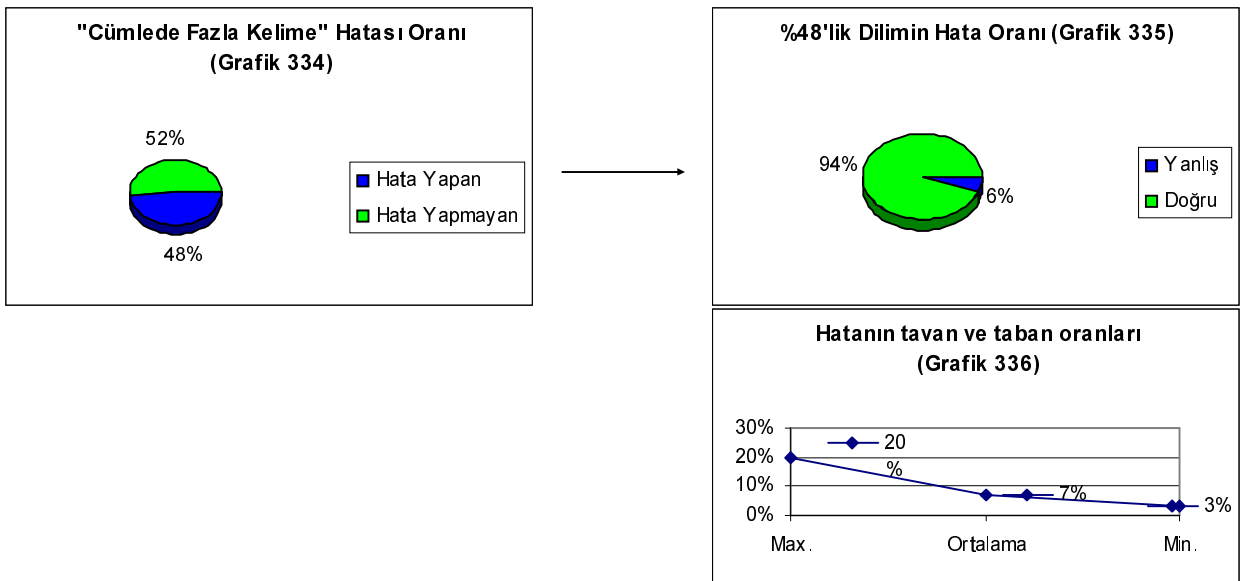 "Cümlede Fazla Kelime" Hatası Oranı
(Grafik 334)
52%
48%
Hata Yapan
Hata Yapmayan
%48'lik Dilimin Hata Oranı (Grafik 335)
94%
6%
Yanlış
Doğru
Hatanın tavan ve taban oranları
(Grafik 336)
30%
20%
10%
0%
20
%
7%
3%
Max.
Ortalama
Min.